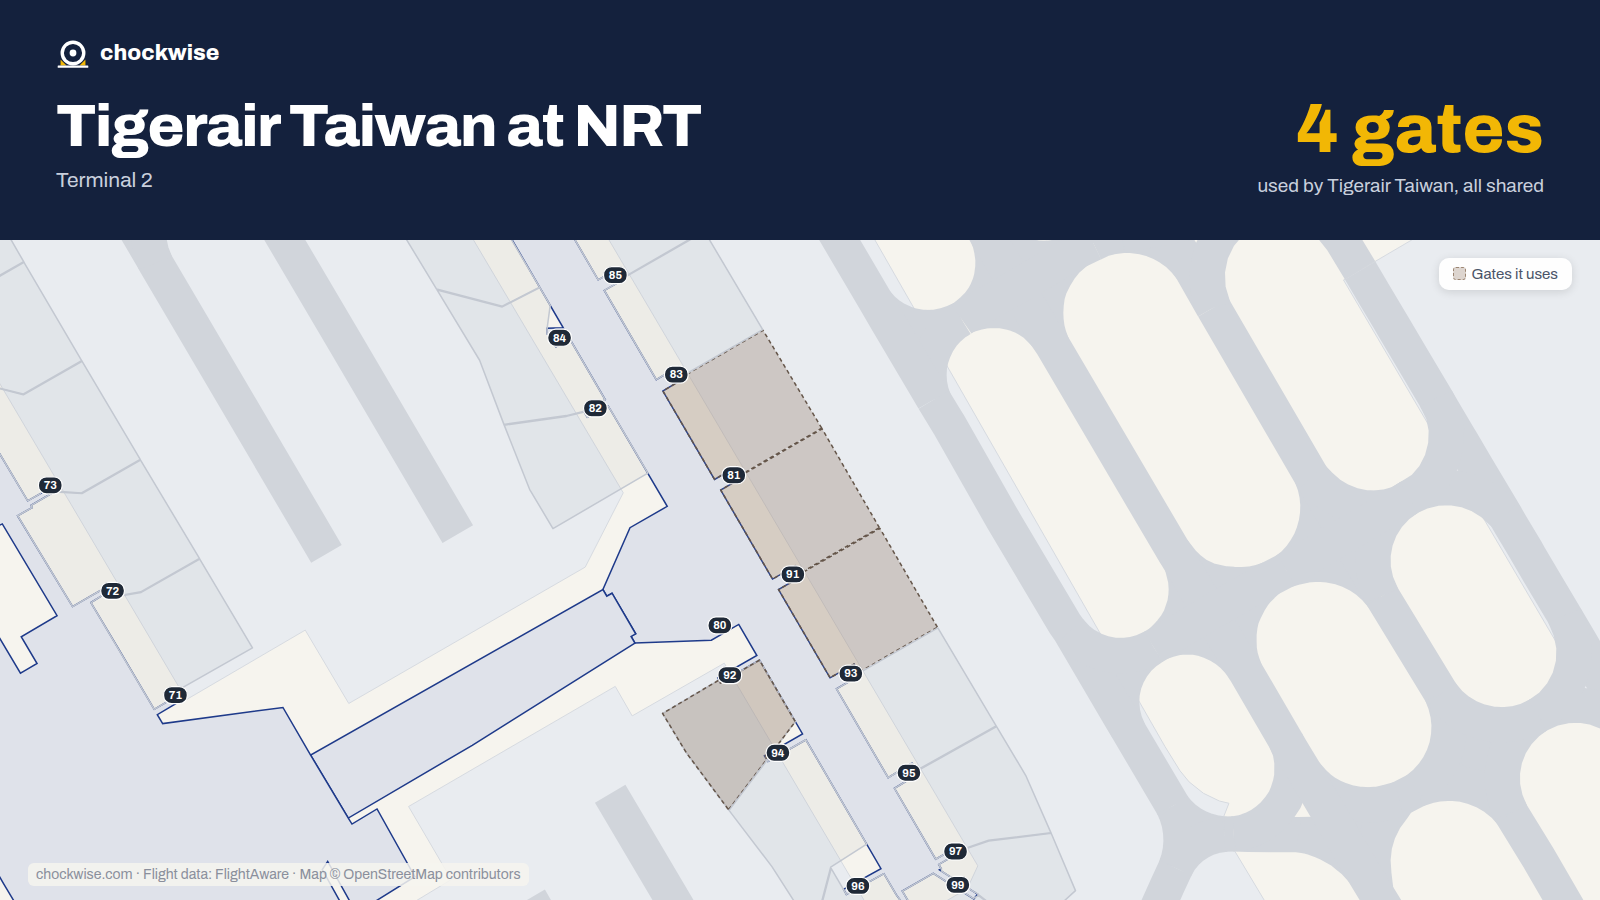 chockwise
Tigerair Taiwan at NRT
Terminal 2
4 gates
used by Tigerair Taiwan, all shared
Gates it uses
85
84
83
82
81
73
91
72
80
92
93
71
94
95
97
96
99
chockwise.com · Flight data: FlightAware · Map © OpenStreetMap contributors